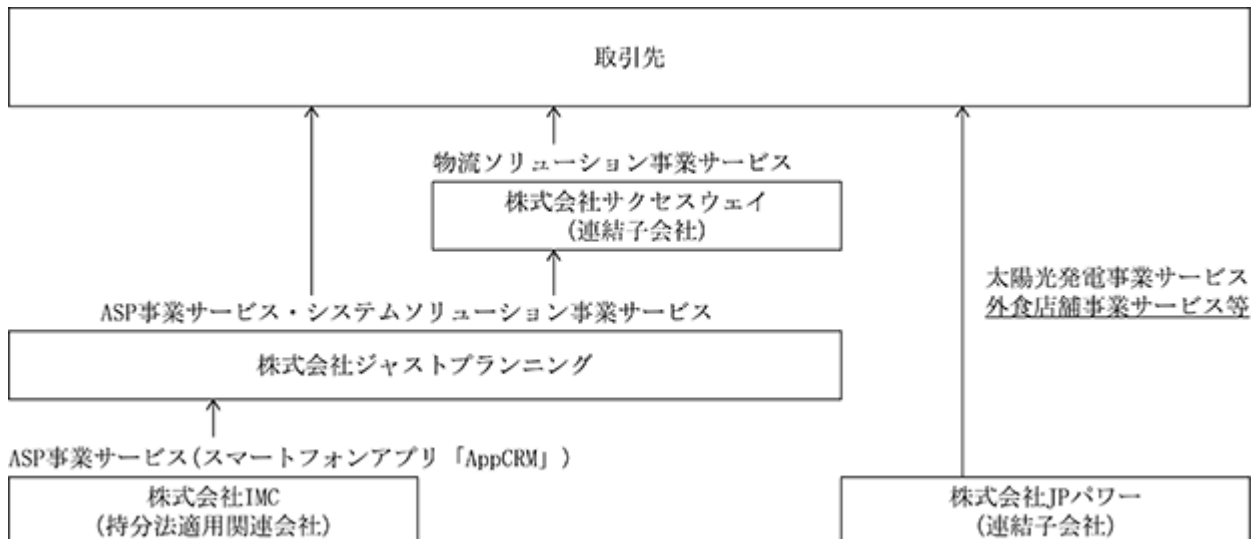 取引先
物流ソリューション事業サービス
株式会社サクセスウェイ
(連結子会社)
太陽光発電事業サービス
外食店舗事業サービス等
ASP事業サービス・システムソリューション事業サービス
株式会社ジャストプランニング
ASP事業サービス(スマートフォンアプリ「AppCRM」)
株式会社IMC
(持分法適用関連会社)
株式会社JPパワー
(連結子会社)